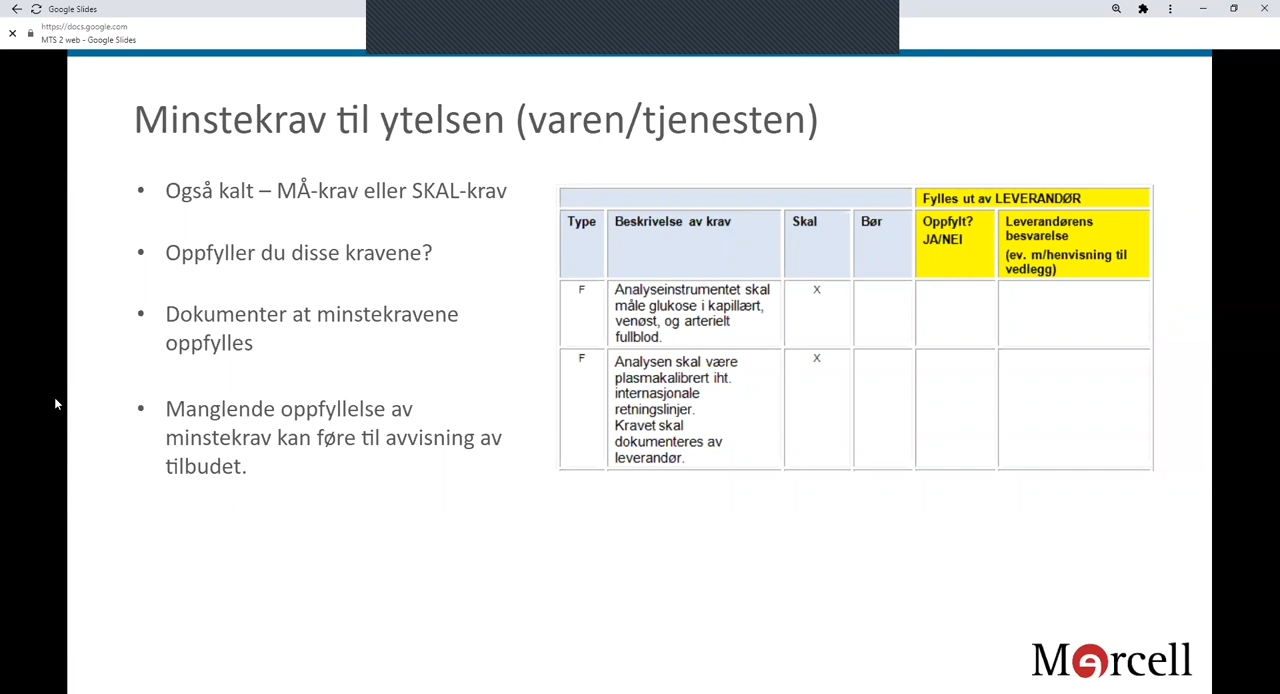 Google Slides
https://docs.google.com
MTS 2 web - Google Slides
Minstekrav til ytelsen (varen/tjenesten)
• Også kalt – MÅ-krav eller SKAL-krav
• Oppfyller du disse kravene?
• Dokumenter at minstekravene
oppfylles
• Manglende oppfyllelse av
minstekrav kan føre til avvisning av
tilbudet.
Fylles ut av LEVERANDØR
Type
Beskrivelse av krav
Skal
Bør
Oppfylt?
JA/NEI
Leverandørens
besvarelse
(ev. m/henvisning til
vedlegg)
F
Analyseinstrumentet skal
måle glukose i kapillært,
venøst, og arterielt
fullblod.
X
F
Analysen skal være
plasmakalibrert iht.
internasjonale
retningslinjer.
Kravet skal
dokumenteres av
leverandør.
X
Mercell